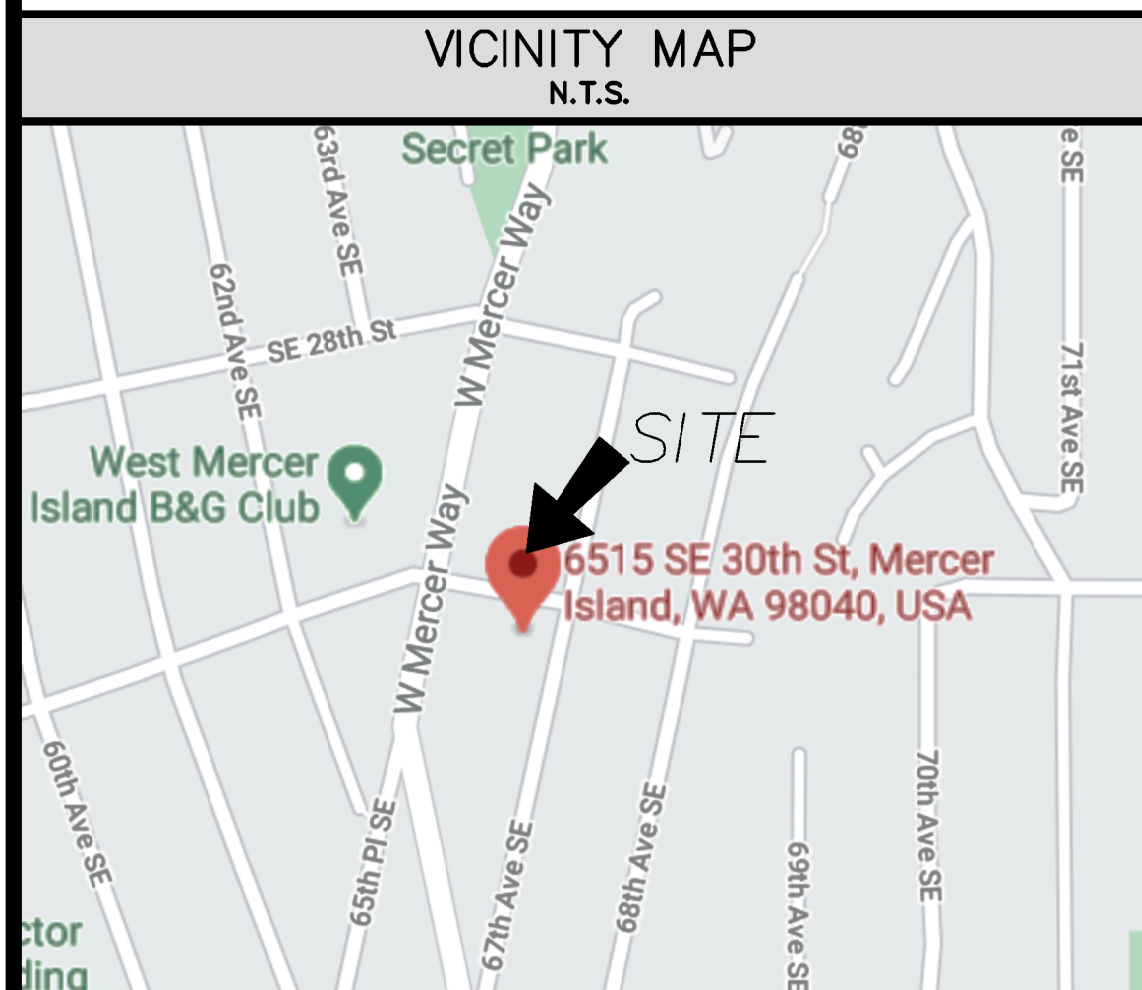 VICINITY MAP
N.T.S.
Secret Park
63rd Ave SE
62nd Ave SE
SE 28th St
W Mercer Way
71st Ave SE
SITE
West Mercer
Island B&G Club
W Mercer Way
6515 SE 30th St, Mercer
Island, WA 98040, USA
60th Ave SE
65th Pl SE
67th Ave SE
68th Ave SE
69th Ave SE
70th Ave SE